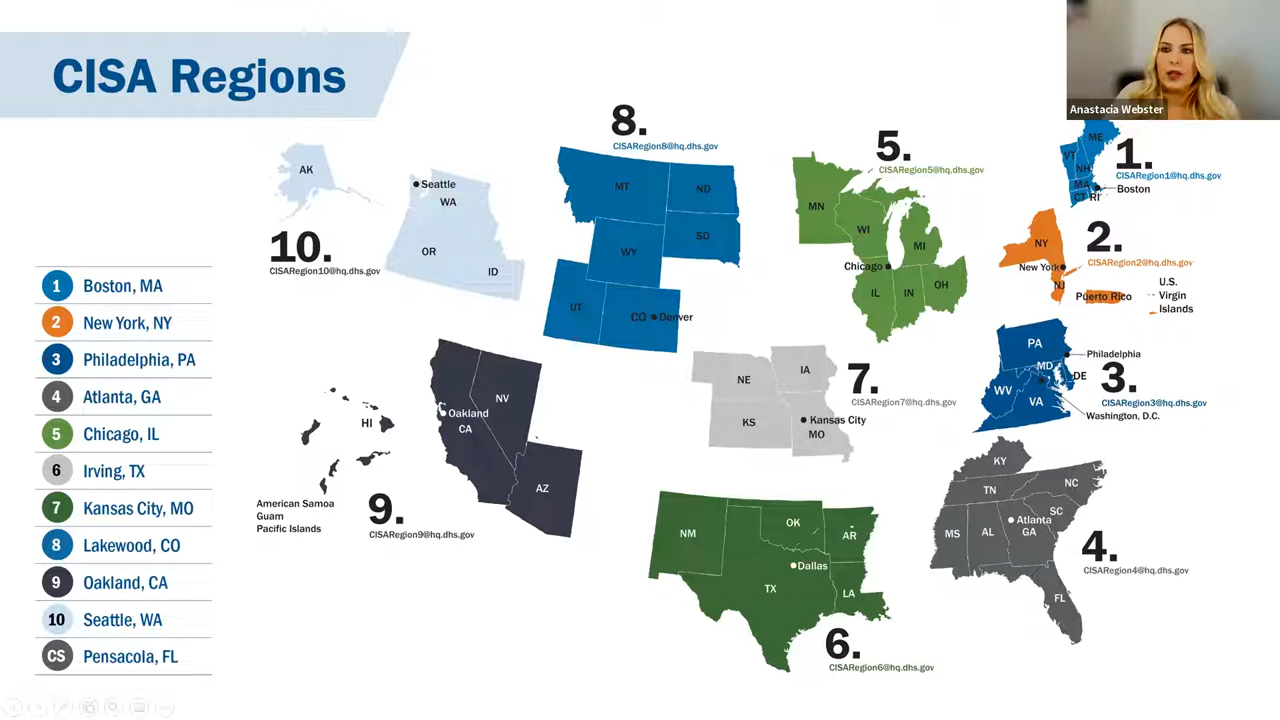 CISA Regions
Anastacia Webster
1 Boston, MA
2 New York, NY
3 Philadelphia, PA
4 Atlanta, GA
5 Chicago, IL
6 Irving, TX
7 Kansas City, MO
8 Lakewood, CO
9 Oakland, CA
10 Seattle, WA
CS Pensacola, FL
AK
Seattle
WA
OR
ID
10.
CISARegion10@hq.dhs.gov
8.
CISARegion8@hq.dhs.gov
MT
ND
SD
WY
UT
CO
Denver
5.
CISARegion5@hq.dhs.gov
MN
WI
MI
Chicago
IL
IN
OH
ME
VT
NH
MA
CT
RI
Boston
1.
CISARegion1@hq.dhs.gov
NY
New York
NJ
2.
CISARegion2@hq.dhs.gov
Puerto Rico
U.S.
Virgin
Islands
PA
Philadelphia
MD
DE
WV
VA
Washington, D.C.
3.
CISARegion3@hq.dhs.gov
NE
IA
KS
Kansas City
MO
7.
CISARegion7@hq.dhs.gov
HI
American Samoa
Guam
Pacific Islands
Oakland
CA
NV
AZ
9.
CISARegion9@hq.dhs.gov
NM
OK
AR
Dallas
TX
LA
6.
CISARegion6@hq.dhs.gov
KY
TN
NC
SC
MS
AL
Atlanta
GA
FL
4.
CISARegion4@hq.dhs.gov